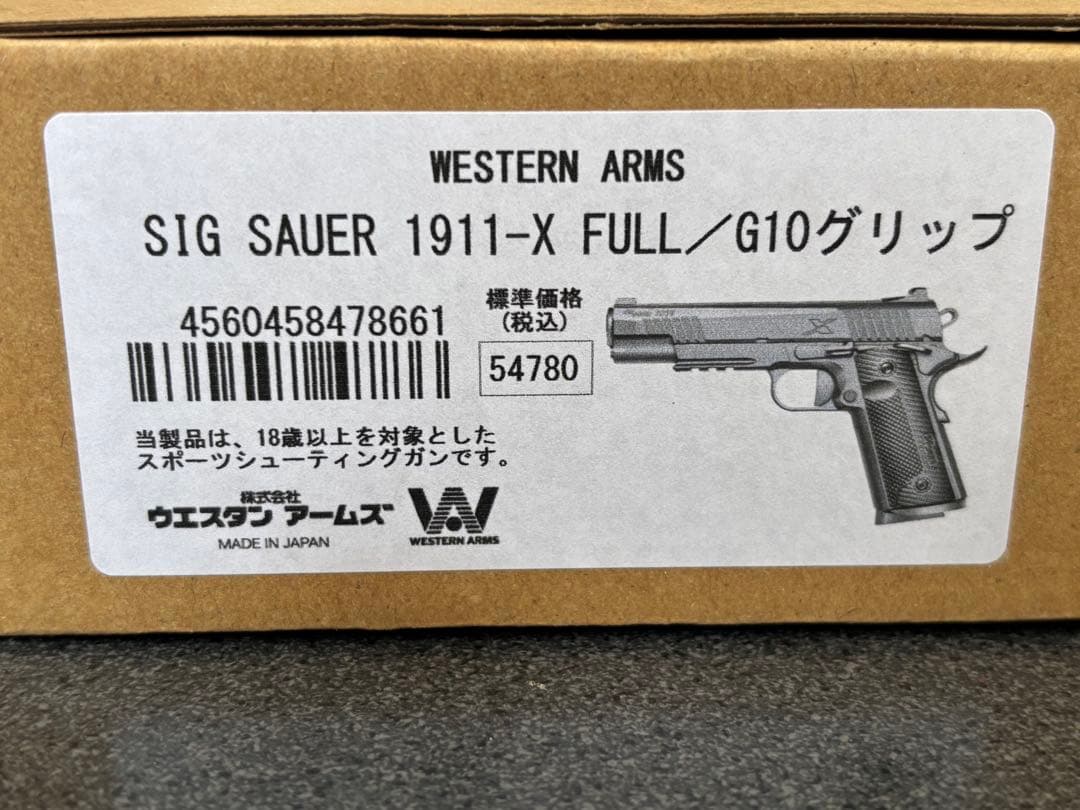 WESTERN ARMS
SIG SAUER 1911-X FULL／G10グリップ
4560458478661
標準価格
(税込)
54780
当製品は、18歳以上を対象とした
スポーツシューティングガンです。
株式会社
ウエスタン アームズ
MADE IN JAPAN
WESTERN ARMS